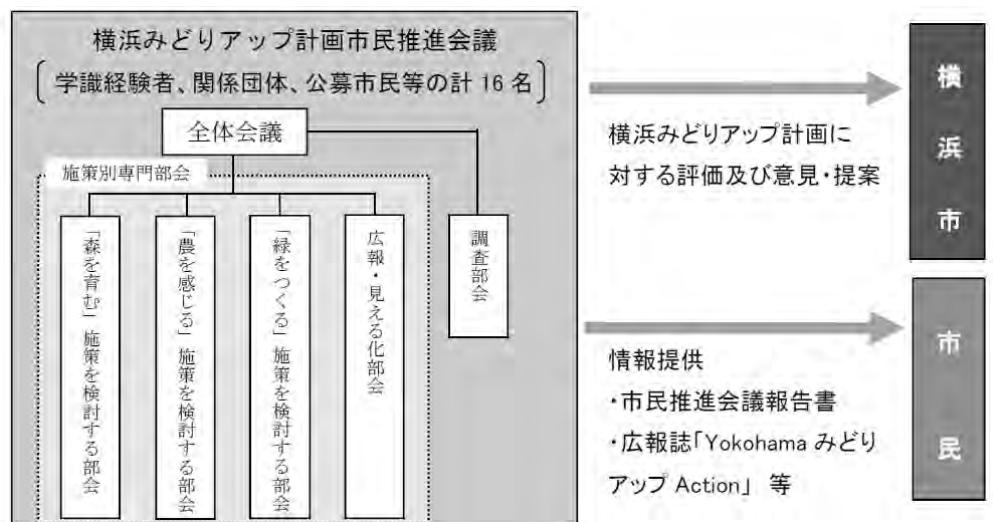 横浜みどりアップ計画市民推進会議
学識経験者、関係団体、公募市民等の計 16 名
全体会議
施策別専門部会
「森を育む」施策を検討する部会
「農を感じる」施策を検討する部会
「緑をつくる」施策を検討する部会
広報・見える化部会
調査部会
横浜みどりアップ計画に
対する評価及び意見・提案
横浜市
情報提供
・市民推進会議報告書
・広報誌「Yokohama みどり
アップ Action」 等
市民